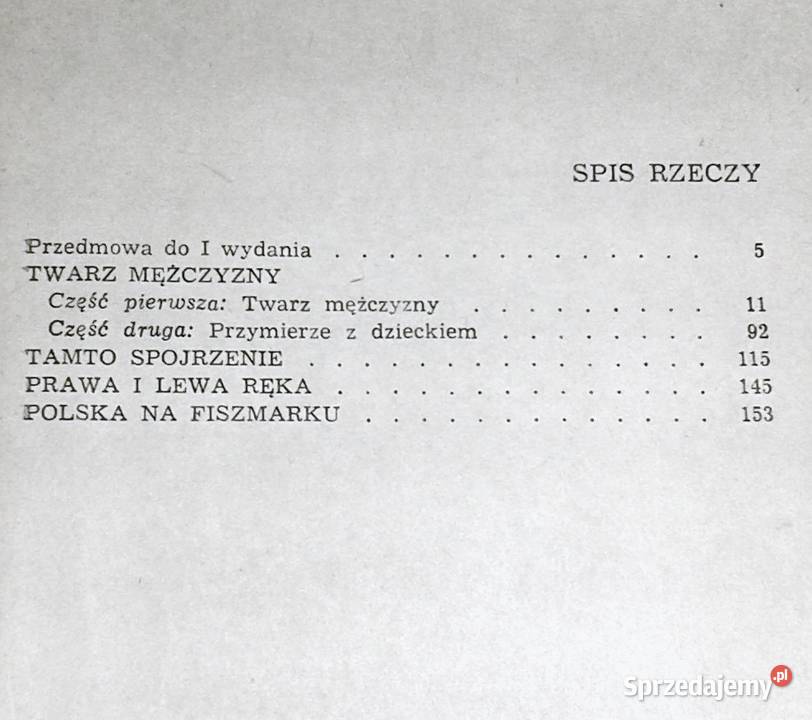 SPIS RZECZY
Przedmowa do I wydania . . . . . . . . . . . . . . 5
TWARZ MĘŻCZYZNY
Część pierwsza: Twarz mężczyzny . . . . . . . . . 11
Część druga: Przymierze z dzieckiem . . . . . . . . 92
TAMTO SPOJRZENIE . . . . . . . . . . . . . . . 115
PRAWA I LEWA RĘKA . . . . . . . . . . . . . . 145
POLSKA NA FISZMARKU . . . . . . . . . . . . . 153
Sprzedajemy.pl